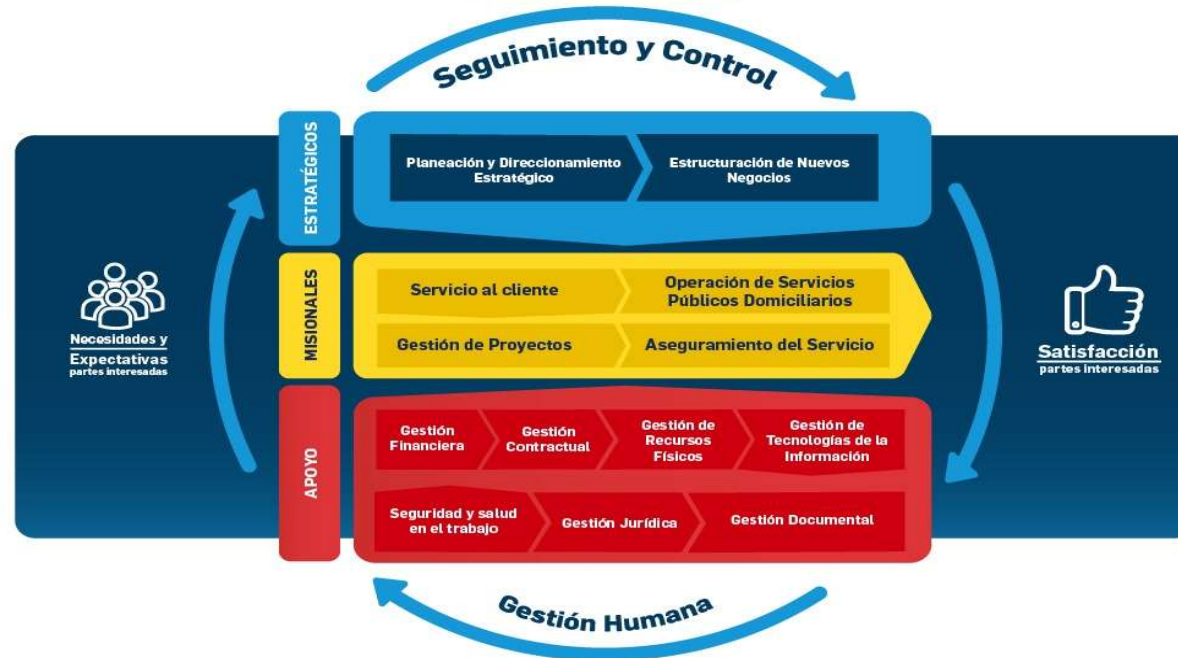 Seguimiento y Control
ESTRATÉGICOS
Planeación y Direccionamiento
Estratégico
Estructuración de Nuevos
Negocios
Necesidades y
Expectativas
partes interesadas
MISIONALES
Servicio al cliente
Operación de Servicios
Públicos Domiciliarios
Gestión de Proyectos
Aseguramiento del Servicio
Satisfacción
partes interesadas
APOYO
Gestión
Financiera
Gestión
Contractual
Gestión de
Recursos
Físicos
Gestión de
Tecnologías de la
Información
Seguridad y salud
en el trabajo
Gestión Jurídica
Gestión Documental
Gestión Humana